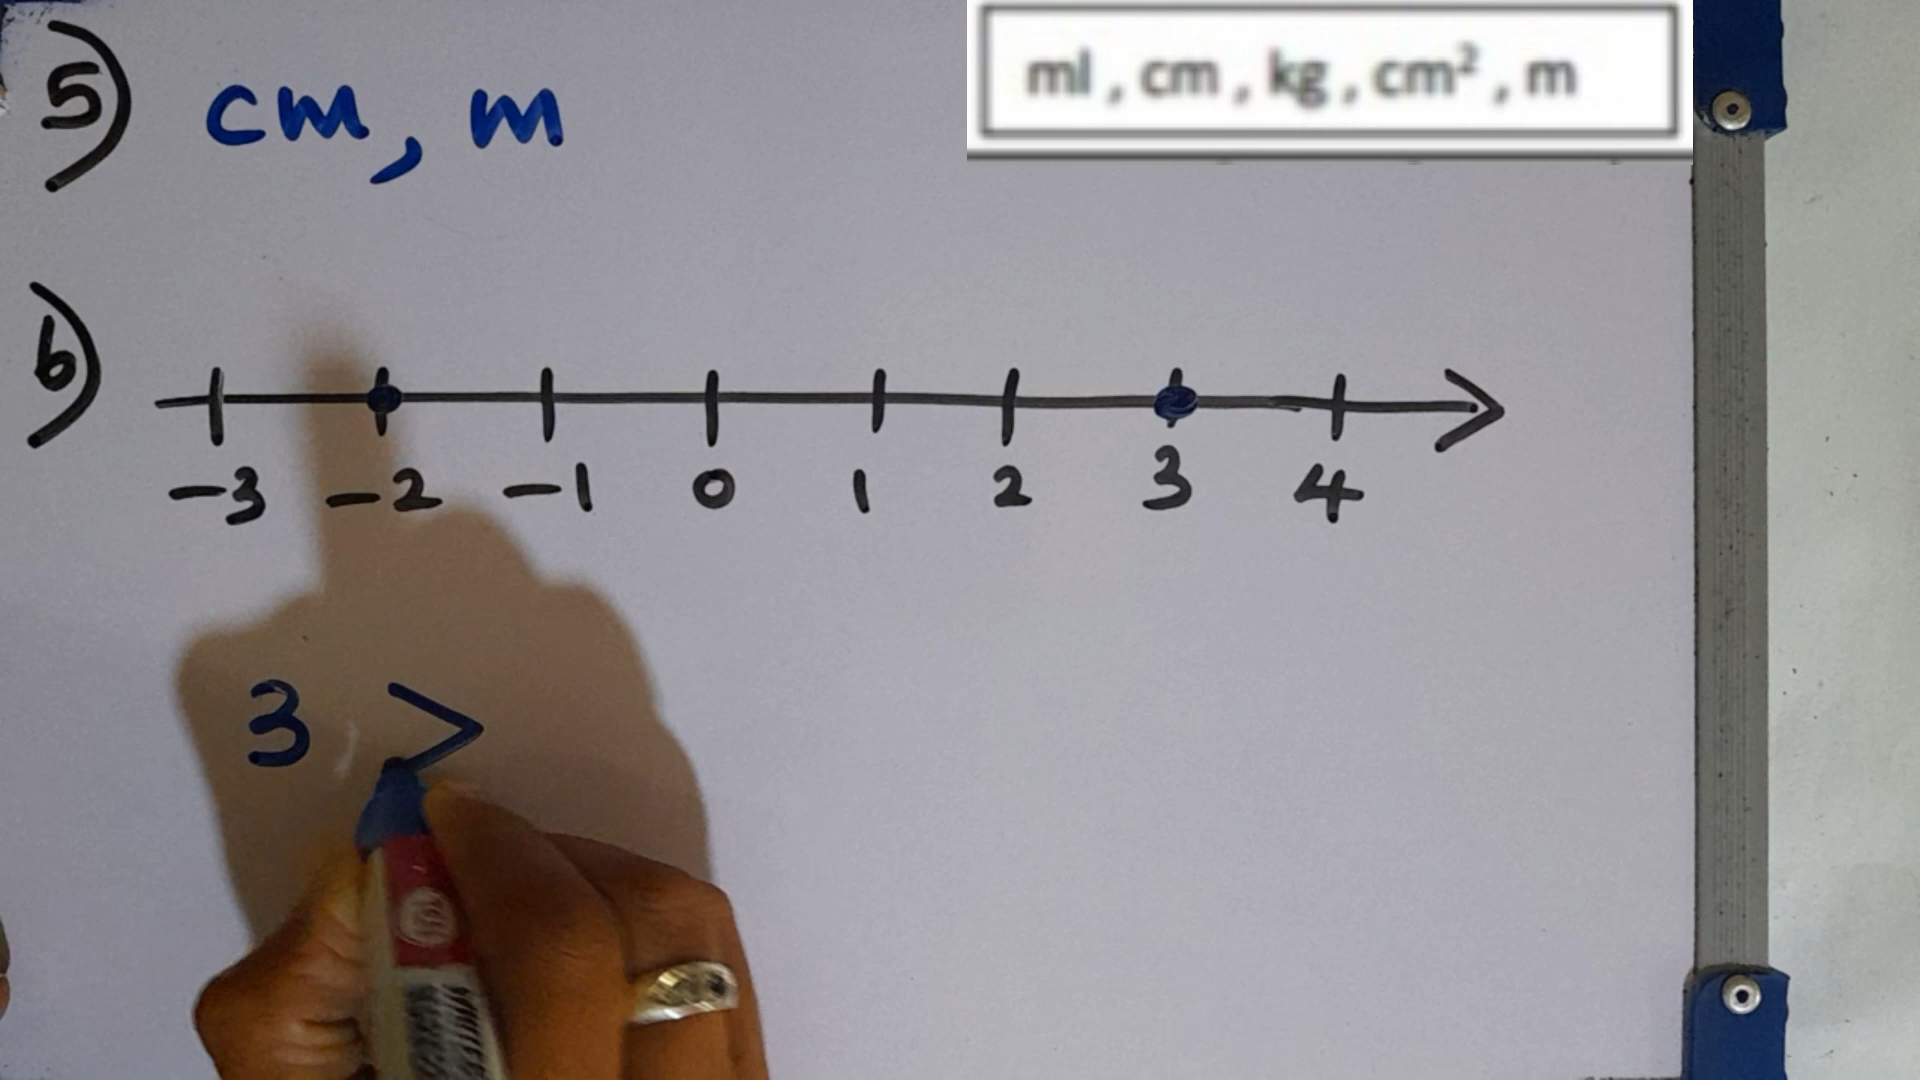 5) cm, m
ml , cm , kg , cm² , m
6)
-3 -2 -1 0 1 2 3 4
3 >